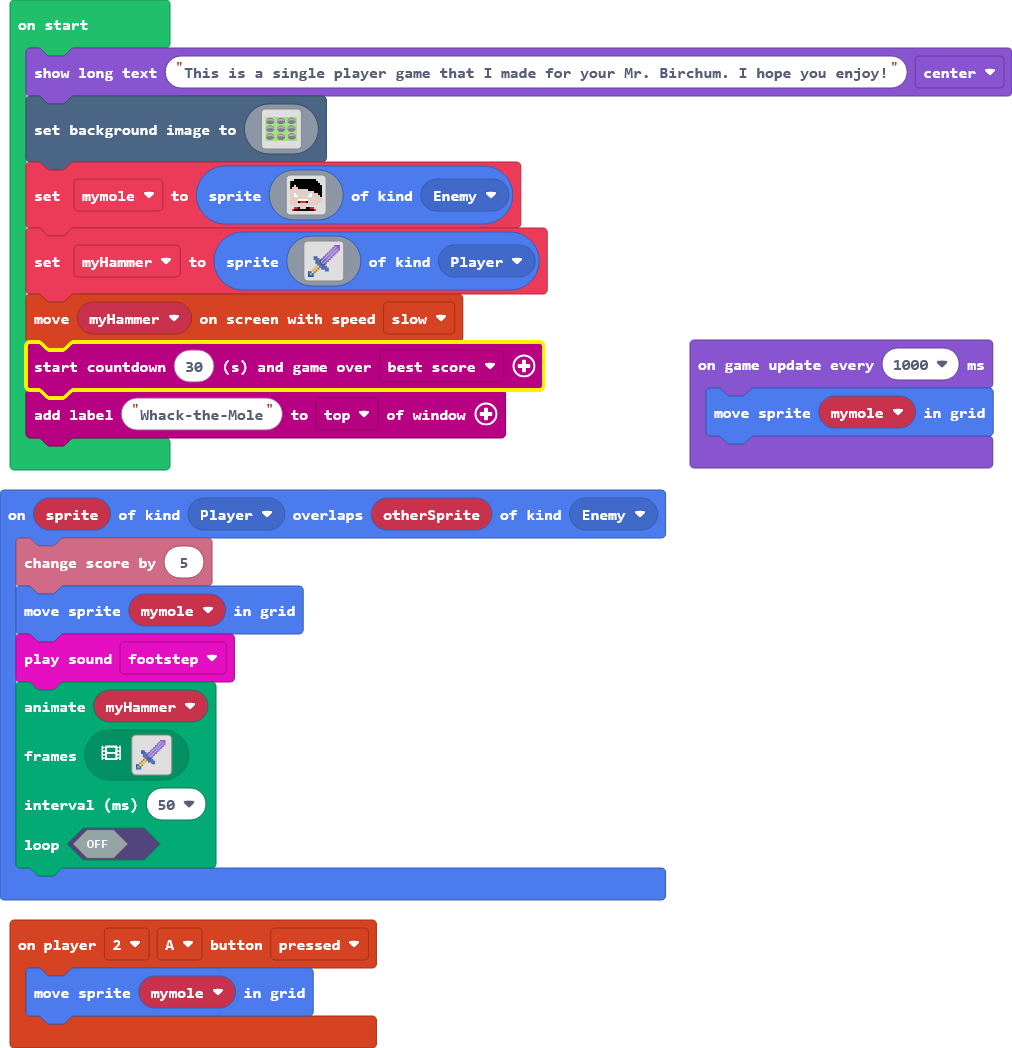 on start
show long text "This is a single player game that I made for your Mr. Birchum. I hope you enjoy!" center
set background image to
set mymole to sprite of kind Enemy
set myHammer to sprite of kind Player
move myHammer on screen with speed slow
start countdown 30 (s) and game over best score
add label "Whack-the-Mole" to top of window
on game update every 1000 ms
move sprite mymole in grid
on sprite of kind Player overlaps otherSprite of kind Enemy
change score by 5
move sprite mymole in grid
play sound footstep
animate myHammer
frames
interval (ms) 50
loop OFF
on player 2 A button pressed
move sprite mymole in grid